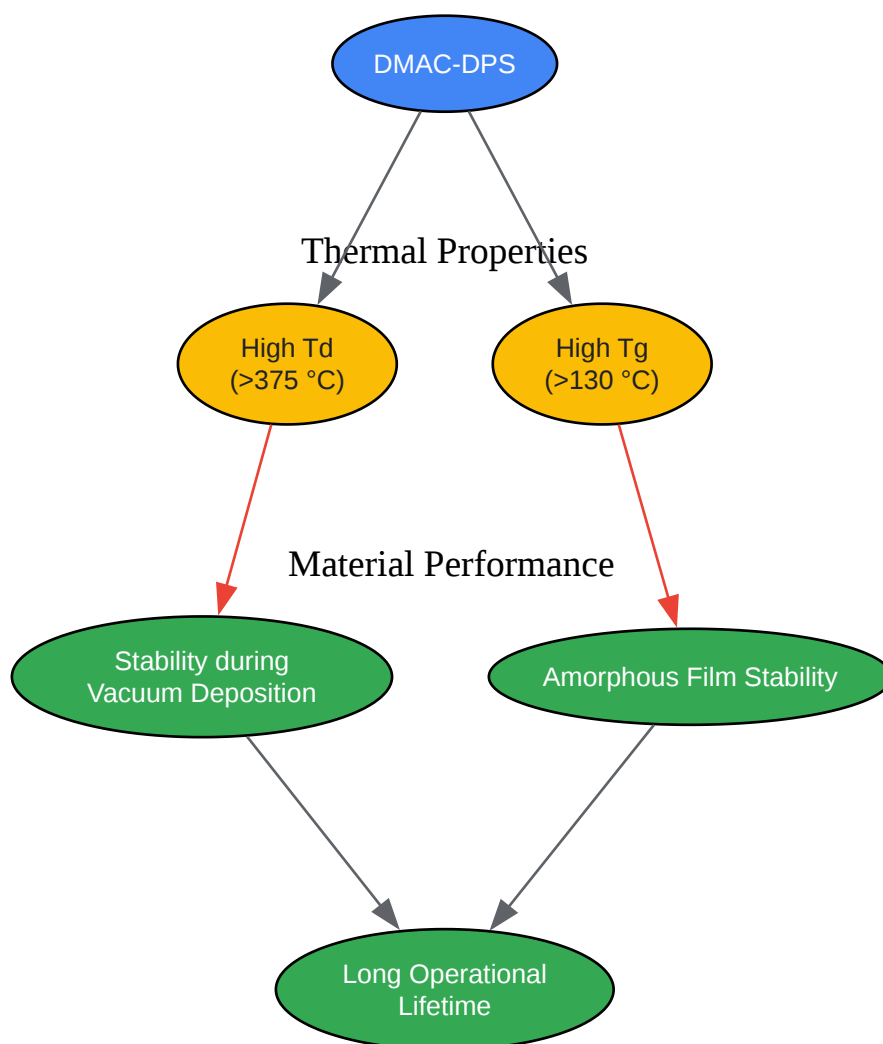 DMAC-DPS
Thermal Properties
High Td
(>375 °C)
High Tg
(>130 °C)
Material Performance
Stability during
Vacuum Deposition
Amorphous Film Stability
Long Operational
Lifetime